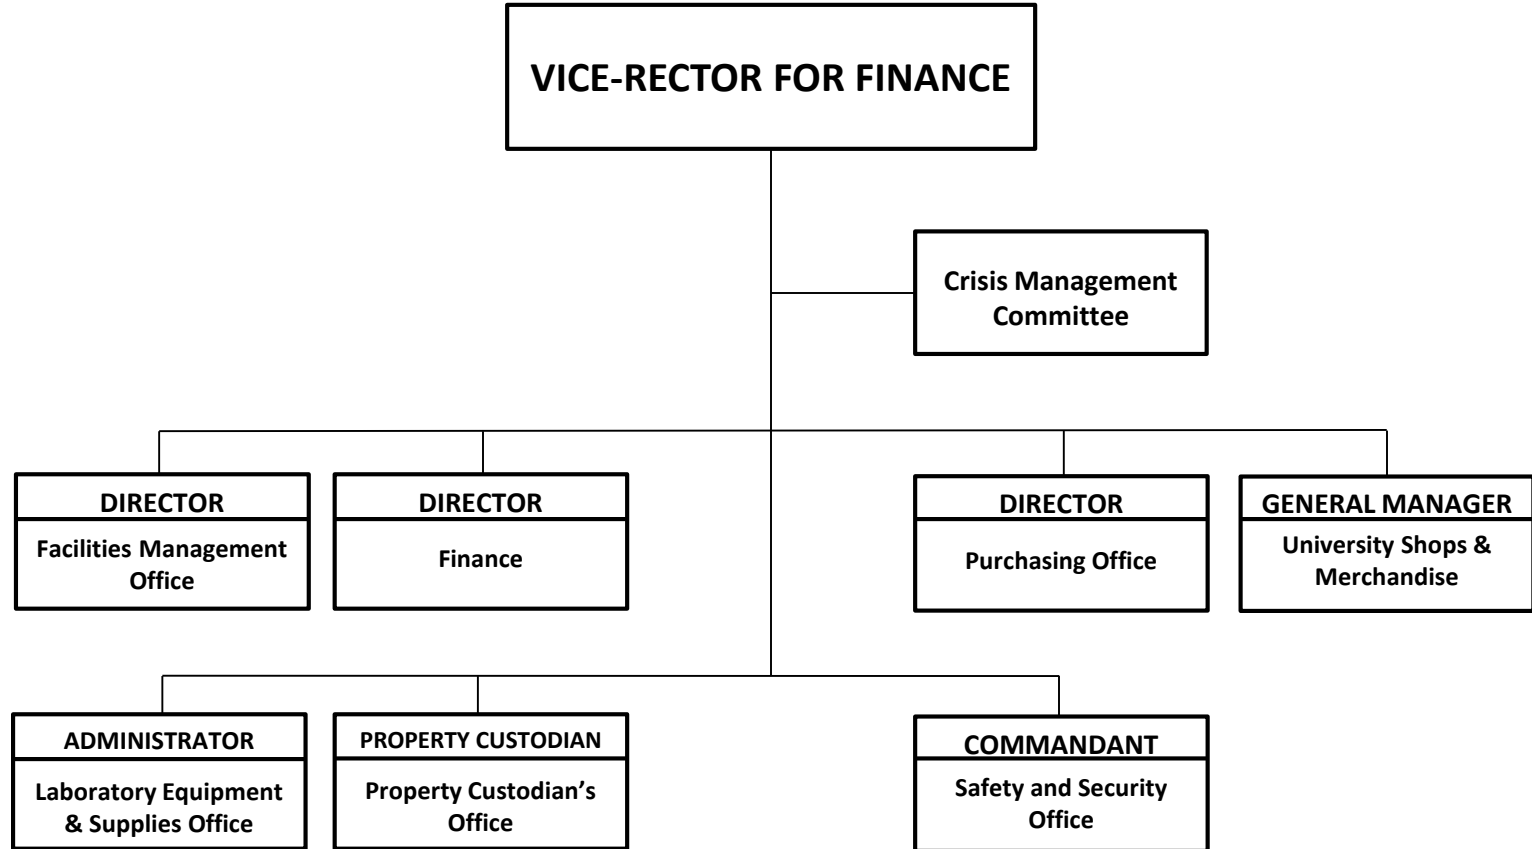 VICE-RECTOR FOR FINANCE
Crisis Management
Committee
DIRECTOR
Facilities Management
Office
DIRECTOR
Finance
DIRECTOR
Purchasing Office
GENERAL MANAGER
University Shops &
Merchandise
ADMINISTRATOR
Laboratory Equipment
& Supplies Office
PROPERTY CUSTODIAN
Property Custodian’s
Office
COMMANDANT
Safety and Security
Office